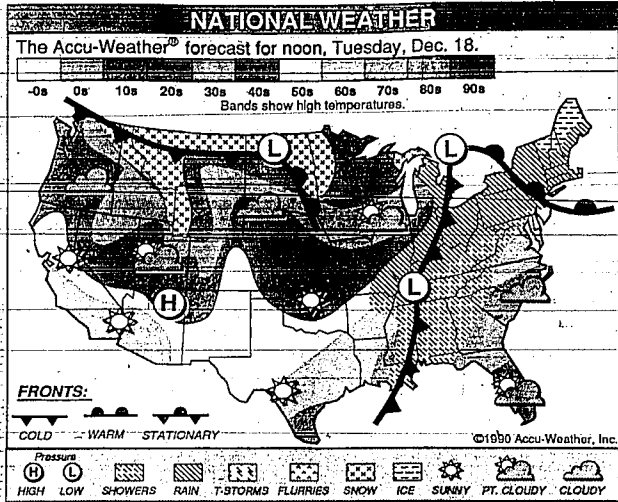 NATIONAL WEATHER
The Accu-Weather® forecast for noon, Tuesday, Dec. 18.
-0s 0s 10s 20s 30s 40s 50s 60s 70s 80s 90s
Bands show high temperatures.
L L
L
H
FRONTS:
COLD WARM STATIONARY
©1990 Accu-Weather, Inc.
Pressure
H L
HIGH LOW SHOWERS RAIN T-STORMS FLURRIES SNOW ICE SUNNY PT. CLOUDY CLOUDY